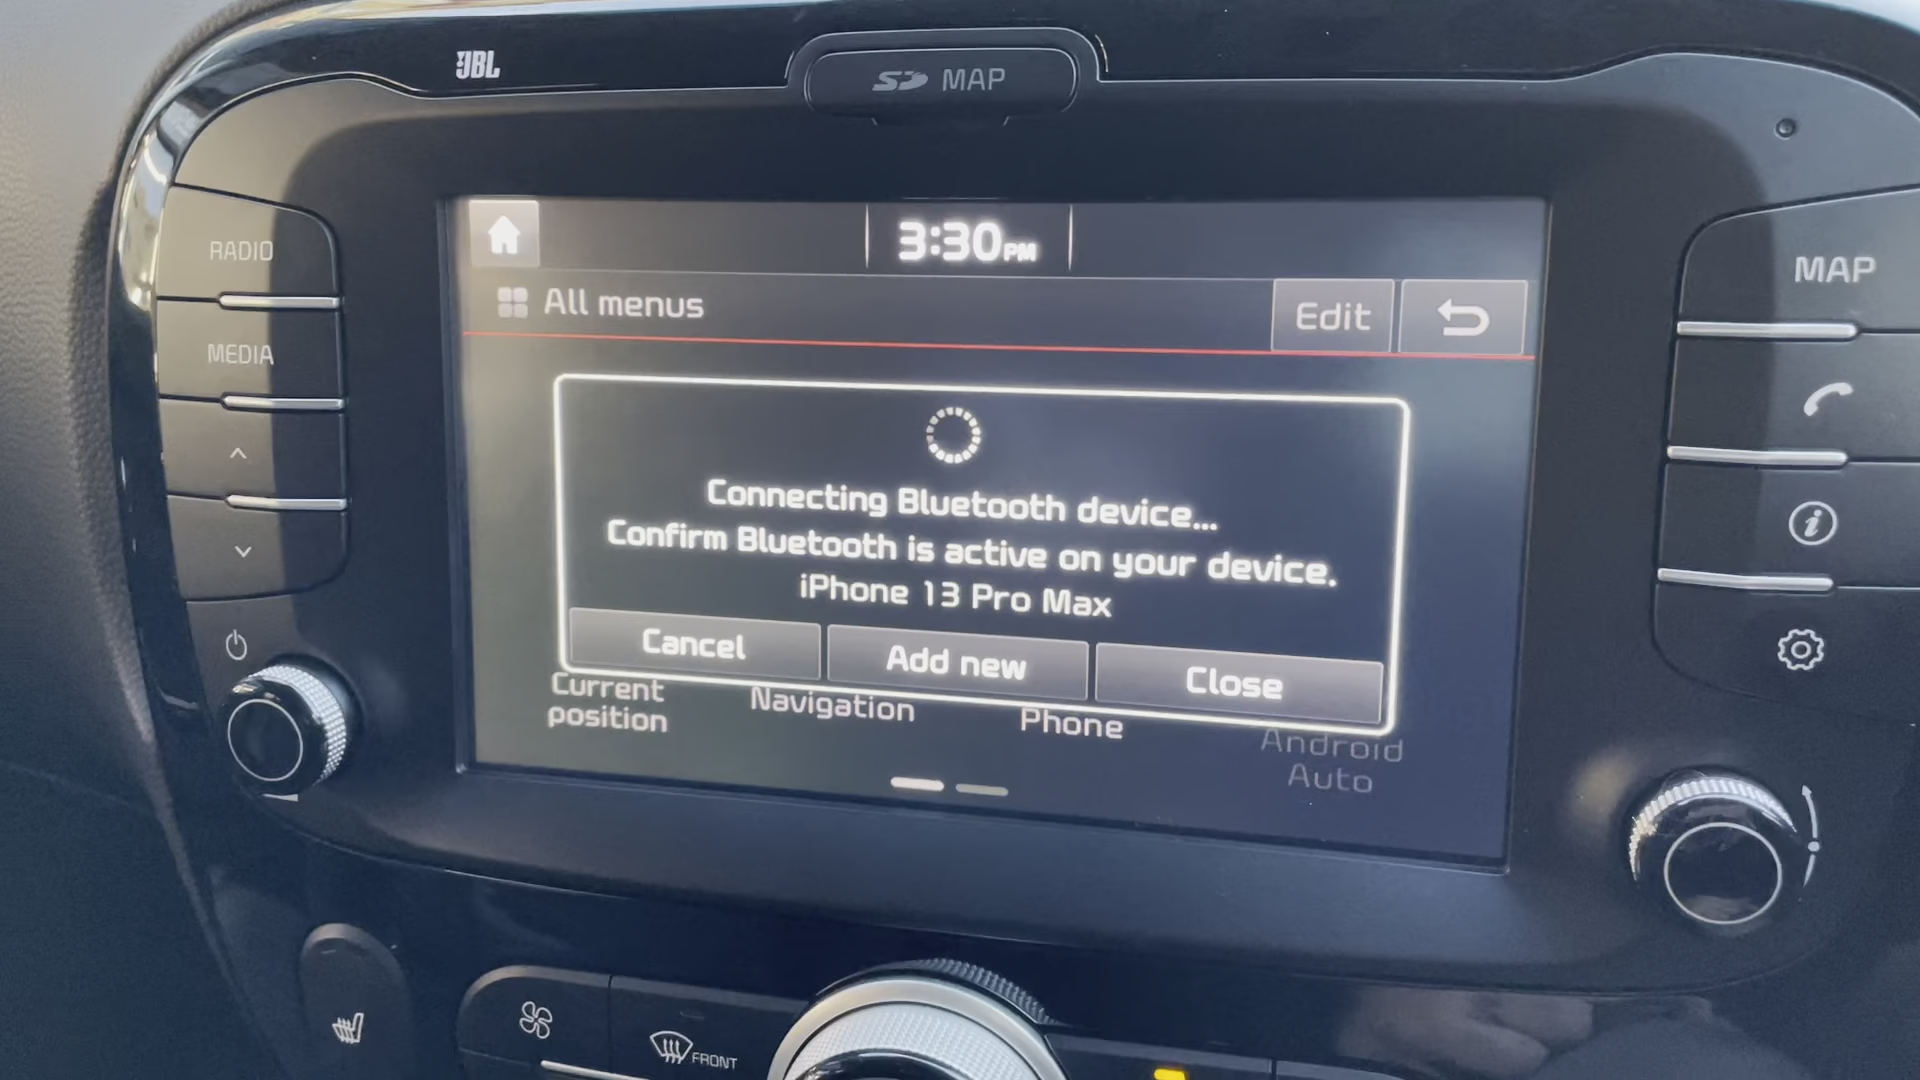 JBL
SD MAP
RADIO
MEDIA
3:30PM
All menus
Edit
Connecting Bluetooth device...
Confirm Bluetooth is active on your device.
iPhone 13 Pro Max
Cancel
Add new
Close
Current
position
Navigation
Phone
Android
Auto
MAP
FRONT